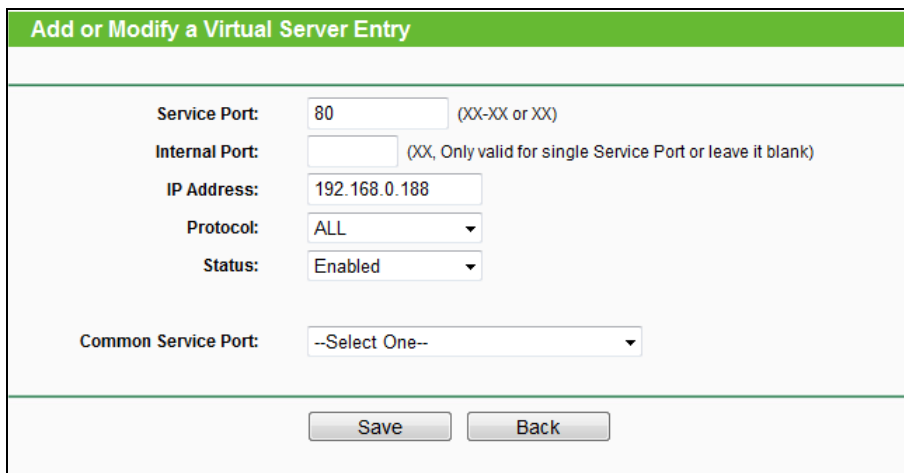 Add or Modify a Virtual Server Entry
Service Port: 80 (XX-XX or XX)
Internal Port: (XX, Only valid for single Service Port or leave it blank)
IP Address: 192.168.0.188
Protocol: ALL
Status: Enabled
Common Service Port: --Select One--
Save Back